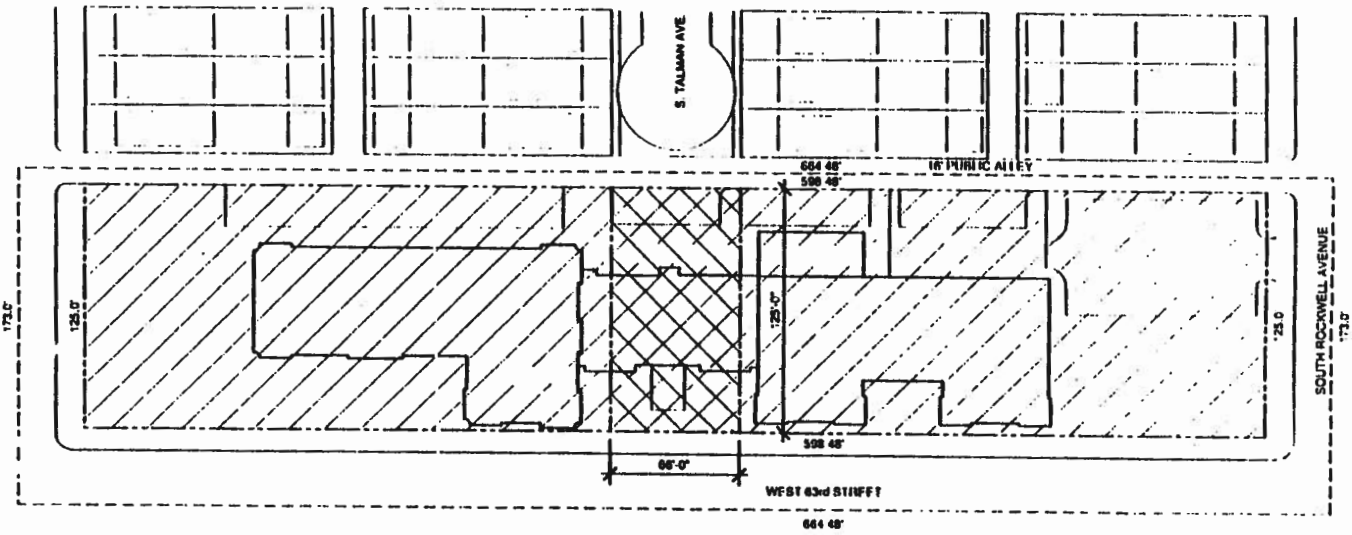 S. TALMAN AVE.
664 48'
16' PUBLIC ALLEY
598 48'
173.0'
125.0'
125'-0"
125.0
SOUTH ROCKWELL AVENUE
173.0'
598 48'
66'-0"
WEST 63rd STREET
664 48'